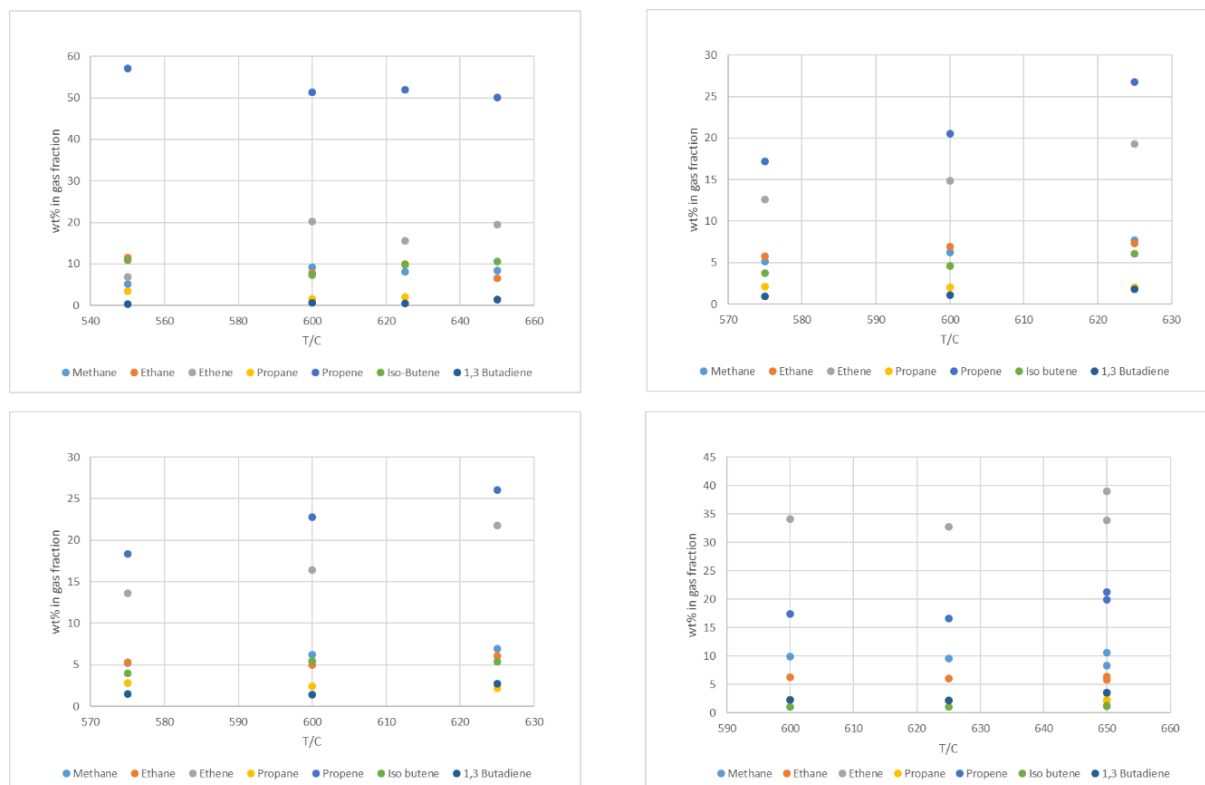 60
50
40
30
20
10
0
wt% in gas fraction
540 560 580 600 620 640 660
T/C
Methane Ethane Ethene Propane Propene Iso-Butene 1,3 Butadiene
30
25
20
15
10
5
0
wt% in gas fraction
570 580 590 600 610 620 630
T/C
Methane Ethane Ethene Propane Propene Iso butene 1,3 Butadiene
30
25
20
15
10
5
0
wt% in gas fraction
570 580 590 600 610 620 630
T/C
Methane Ethane Ethene Propane Propene Iso butene 1,3 Butadiene
45
40
35
30
25
20
15
10
5
0
wt% in gas fraction
590 600 610 620 630 640 650 660
T/C
Methane Ethane Ethene Propane Propene Iso butene 1,3 Butadiene